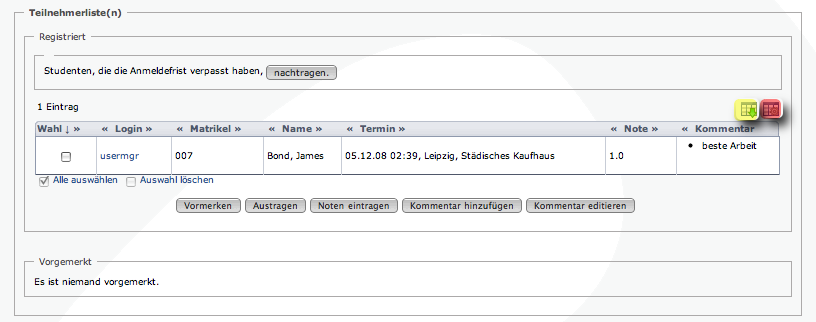 Teilnehmerliste(n)
Registriert
Studenten, die die Anmeldefrist verpasst haben, nachtragen.
1 Eintrag
Wahl ↓ » « Login » « Matrikel » « Name » « Termin » « Note » « Kommentar
usermgr 007 Bond, James 05.12.08 02:39, Leipzig, Städisches Kaufhaus 1.0 • beste Arbeit
Alle auswählen Auswahl löschen
Vormerken Austragen Noten eintragen Kommentar hinzufügen Kommentar editieren
Vorgemerkt
Es ist niemand vorgemerkt.